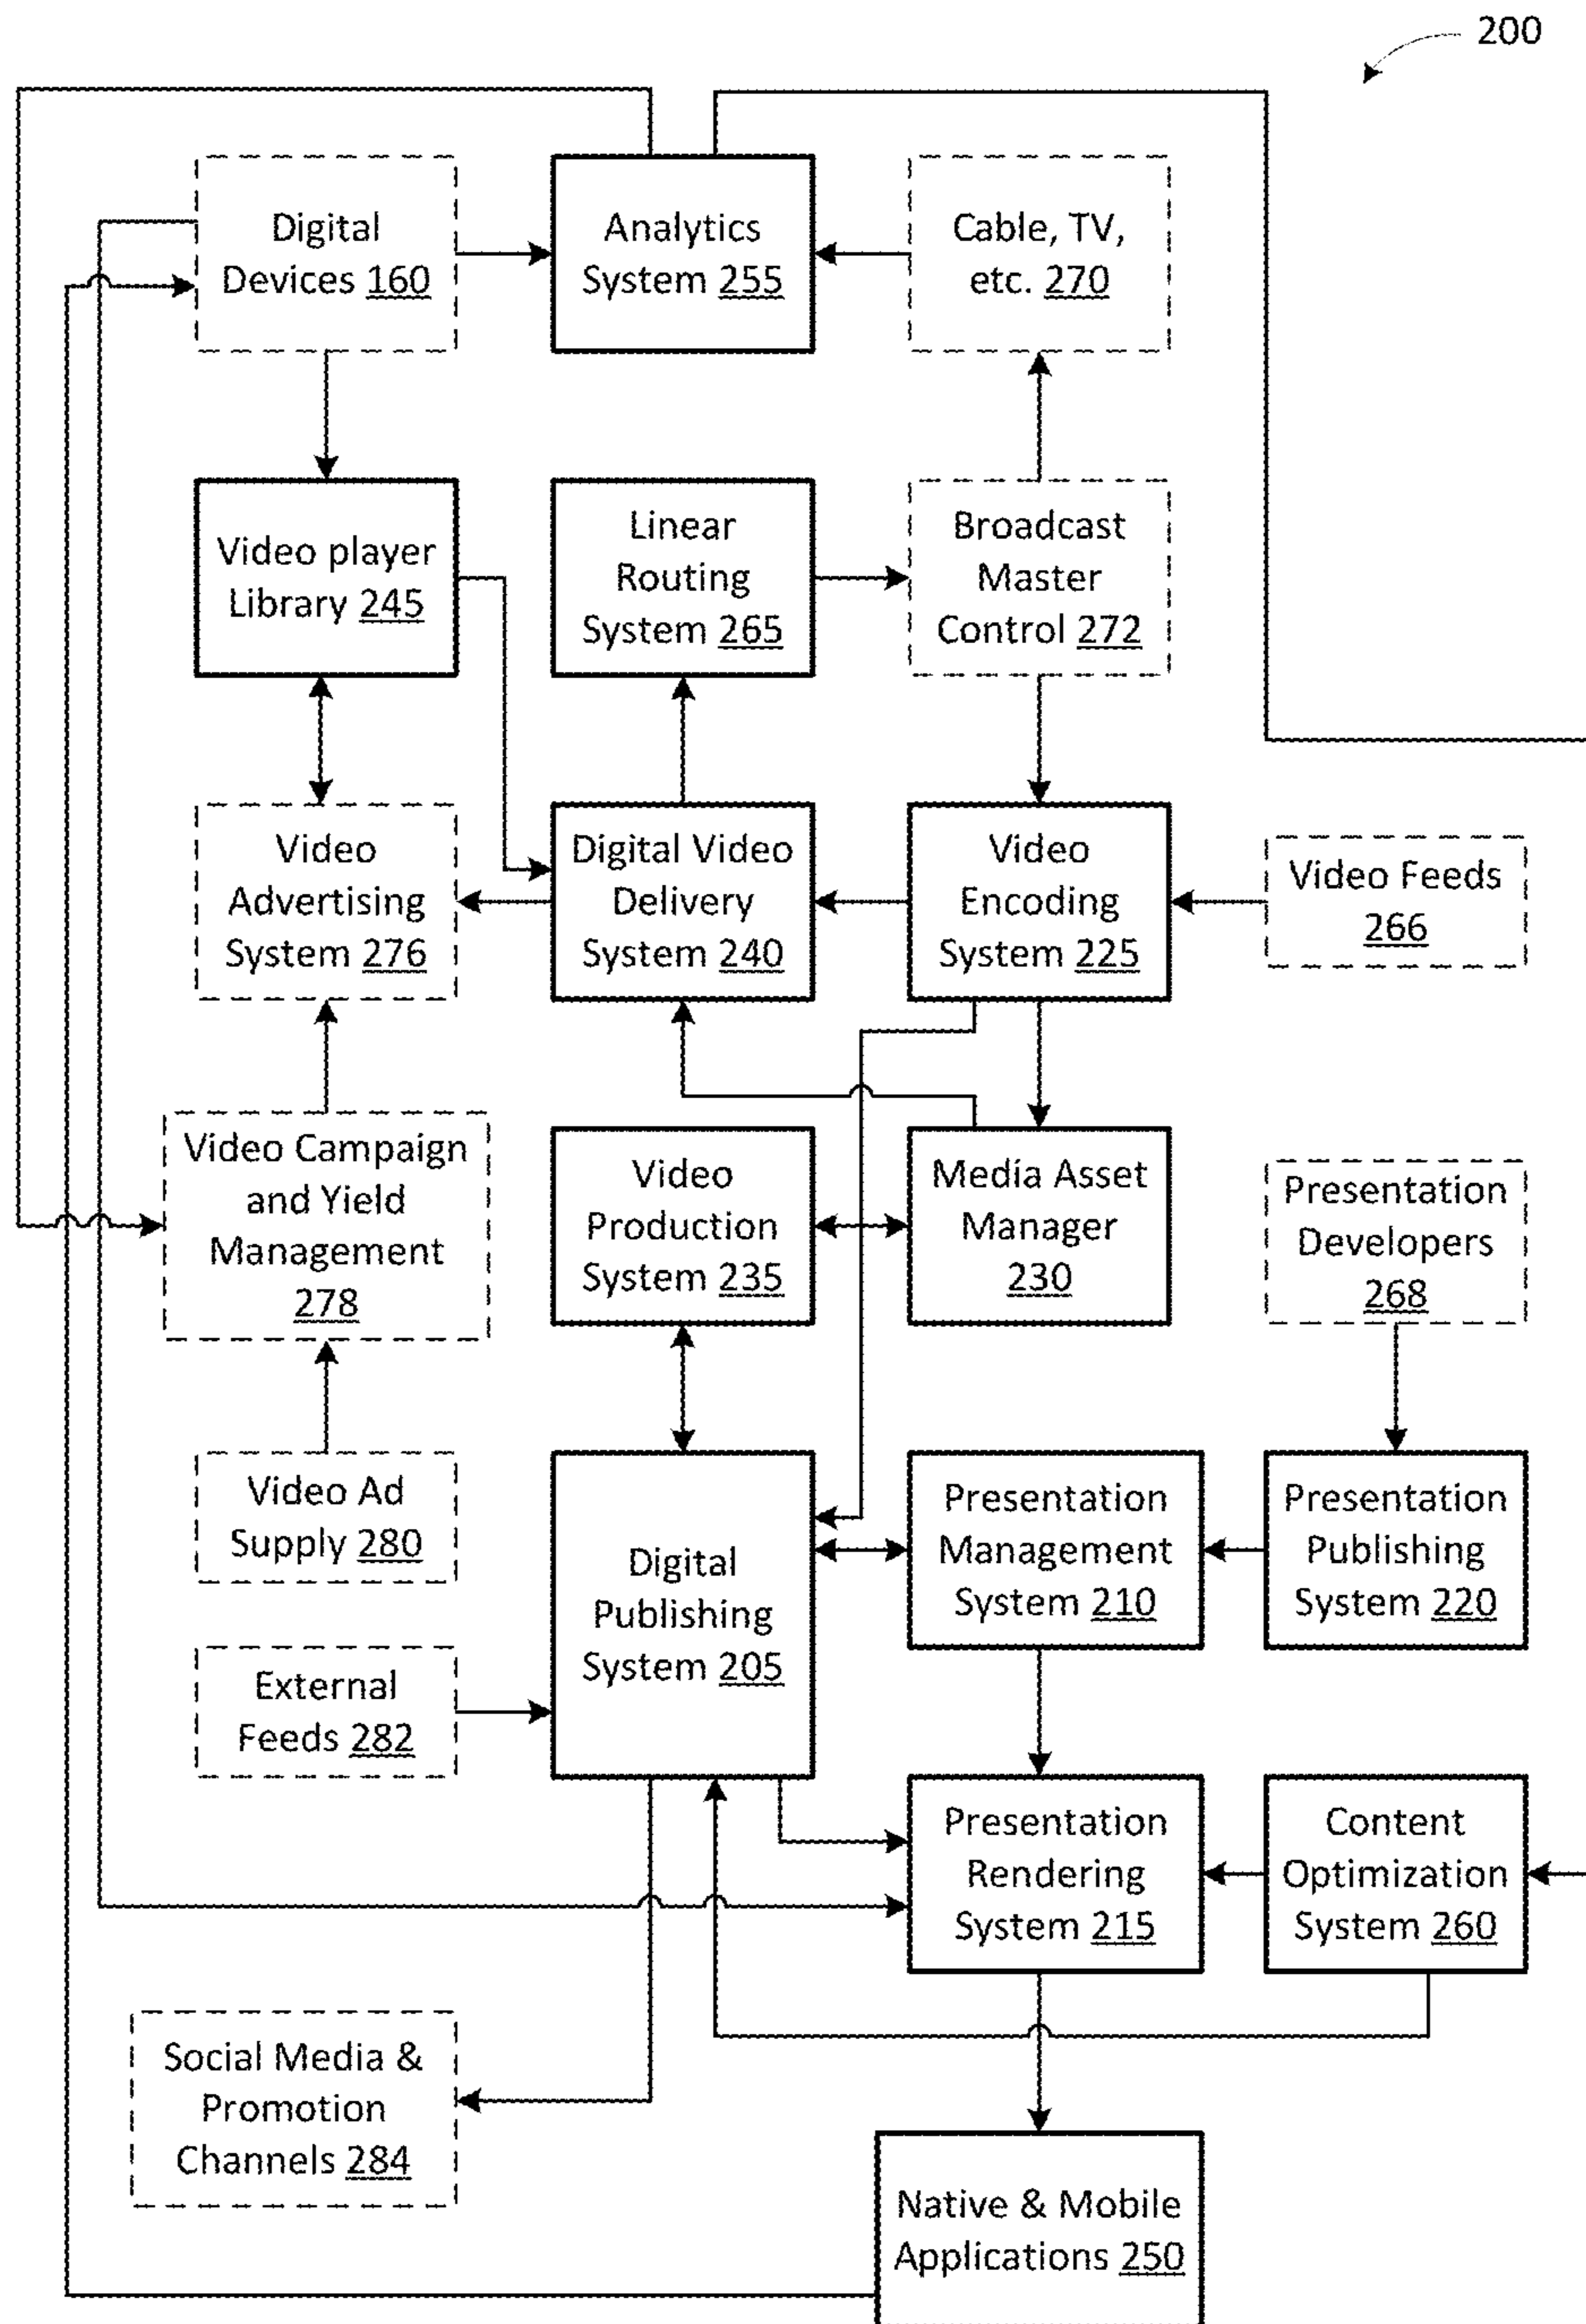 200
Digital
Devices 160
Analytics
System 255
Cable, TV,
etc. 270
Video player
Library 245
Linear
Routing
System 265
Broadcast
Master
Control 272
Video
Advertising
System 276
Digital Video
Delivery
System 240
Video
Encoding
System 225
Video Feeds
266
Video Campaign
and Yield
Management
278
Video
Production
System 235
Media Asset
Manager
230
Presentation
Developers
268
Video Ad
Supply 280
Digital
Publishing
System 205
Presentation
Management
System 210
Presentation
Publishing
System 220
External
Feeds 282
Presentation
Rendering
System 215
Content
Optimization
System 260
Social Media &
Promotion
Channels 284
Native & Mobile
Applications 250